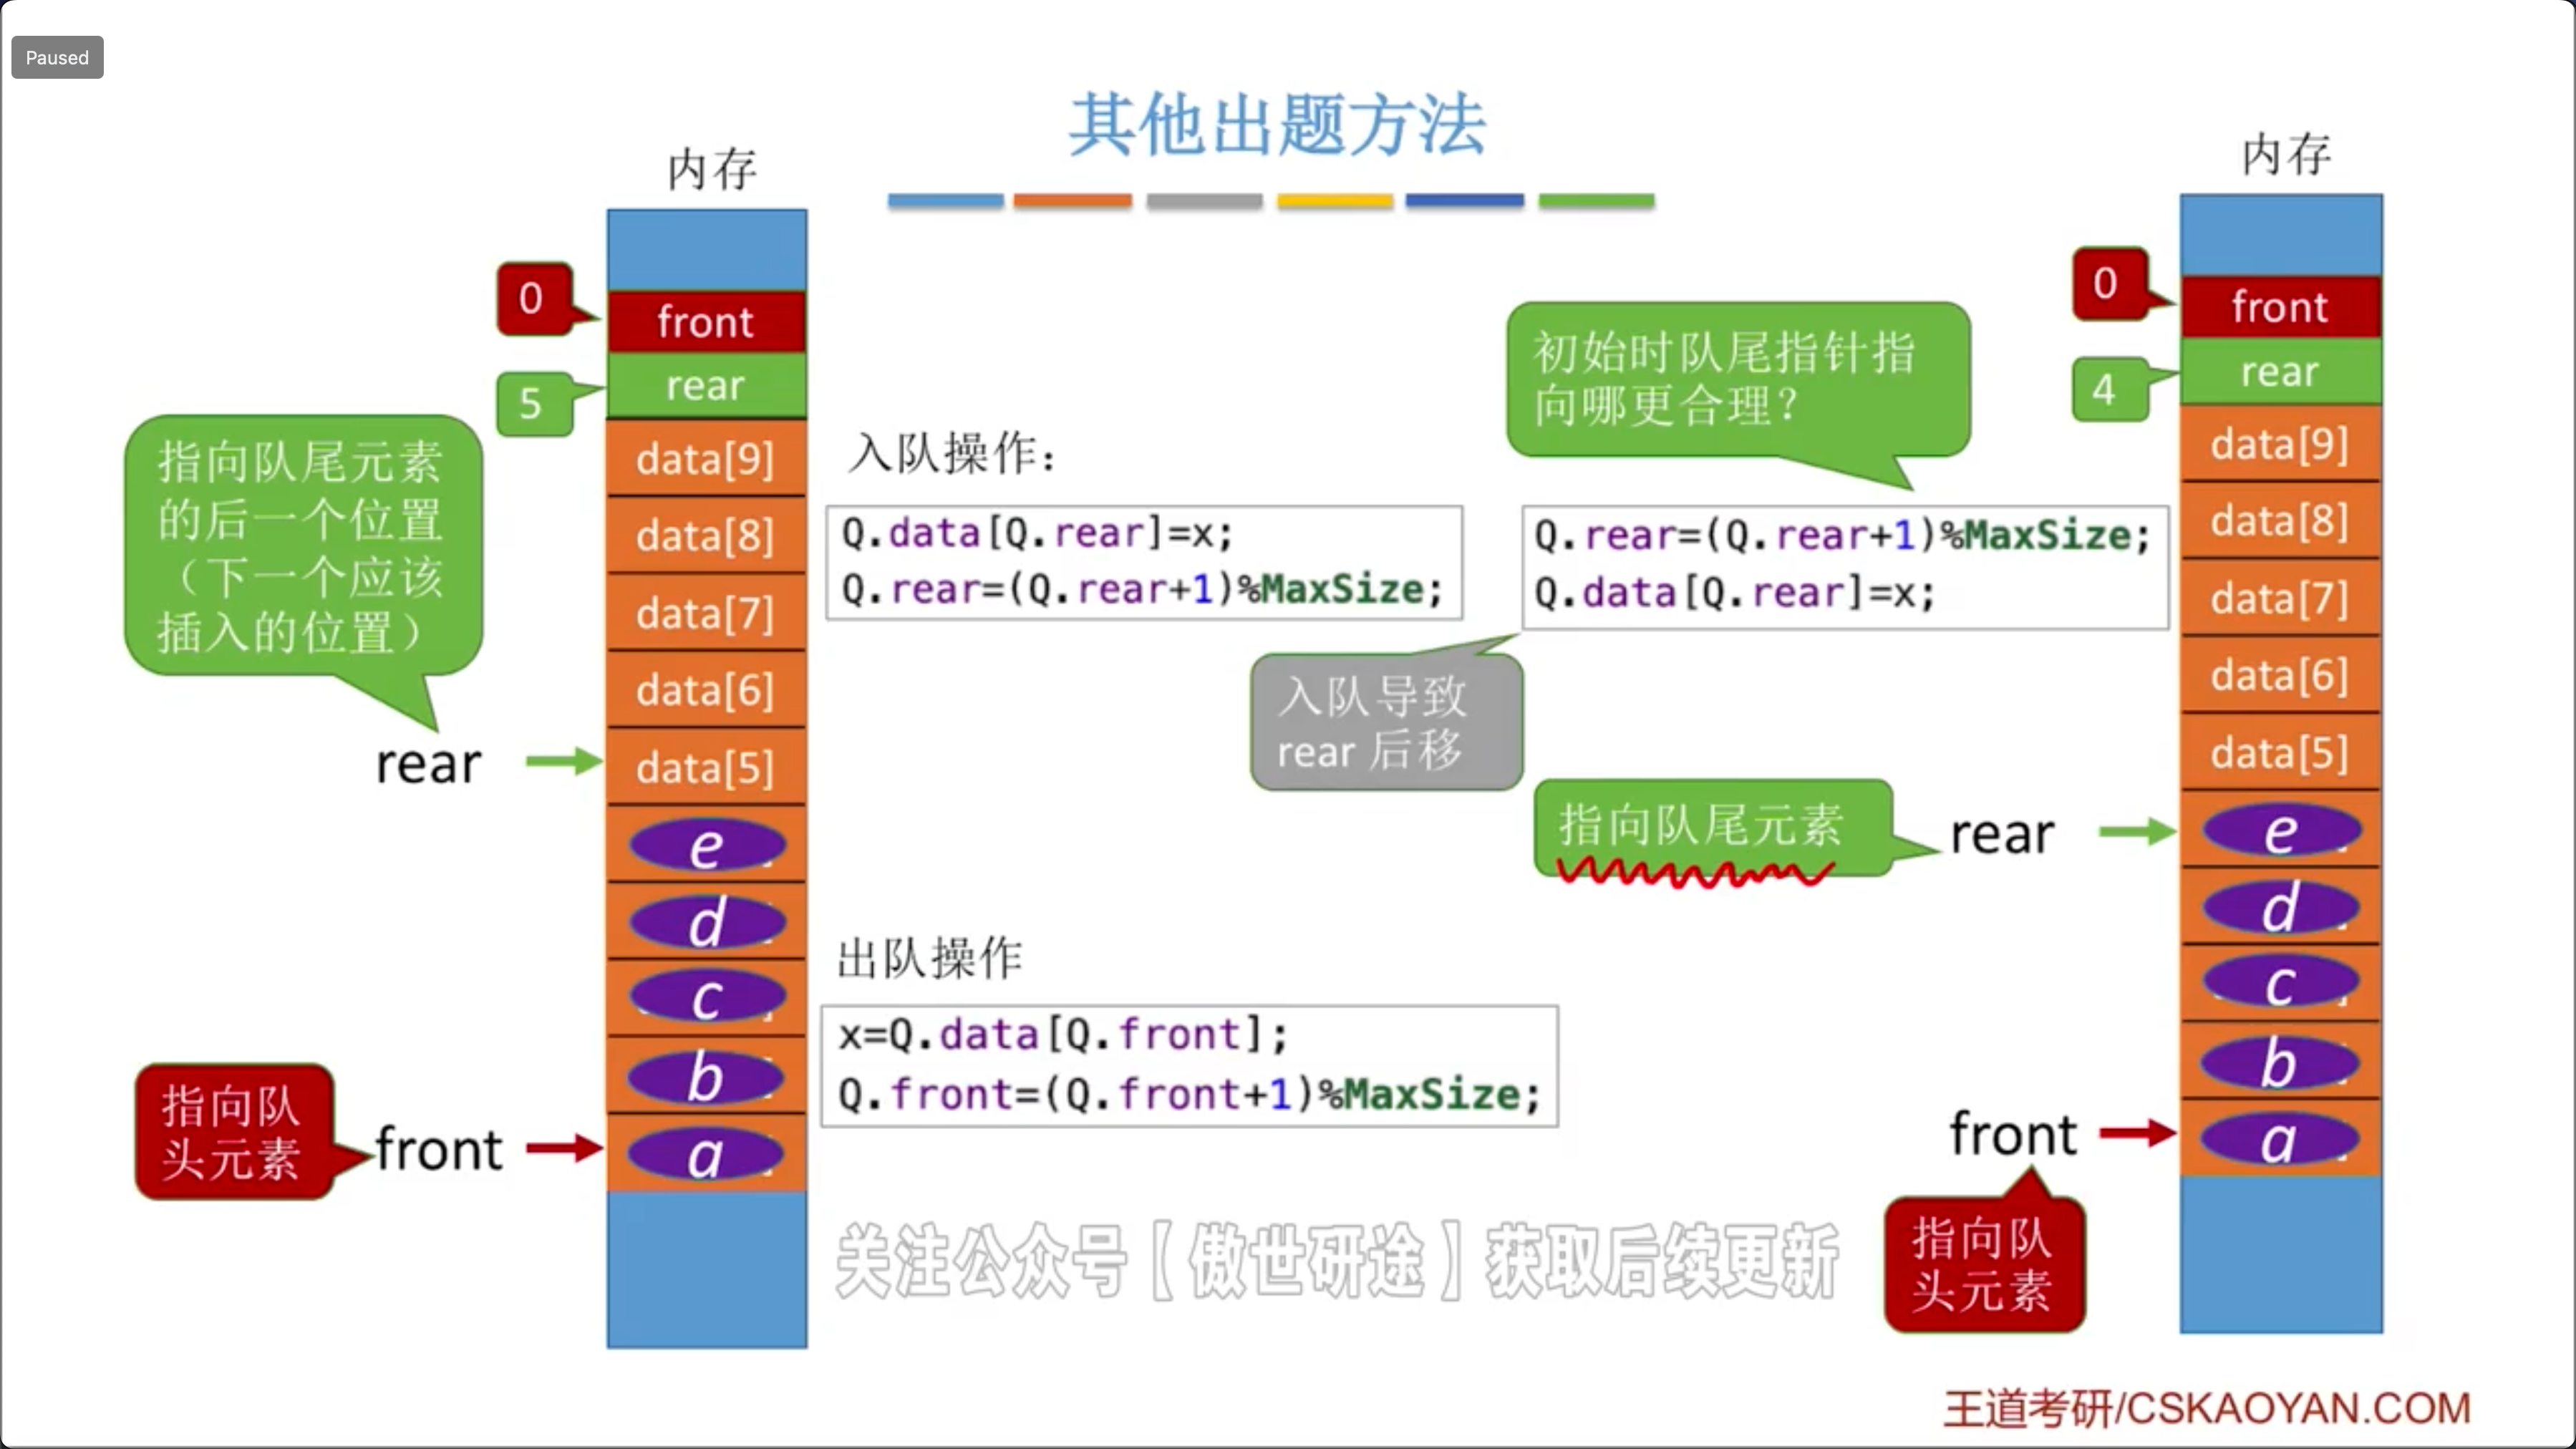 Paused
其他出题方法
内存
0
front
5
rear
指向队尾元素
的后一个位置
（下一个应该
插入的位置）
data[9]
data[8]
data[7]
data[6]
rear
data[5]
e
d
c
b
指向队
头元素
front
a
入队操作：
Q.data[Q.rear]=x;
Q.rear=(Q.rear+1)%MaxSize;
出队操作
x=Q.data[Q.front];
Q.front=(Q.front+1)%MaxSize;
初始时队尾指针指
向哪更合理？
Q.rear=(Q.rear+1)%MaxSize;
Q.data[Q.rear]=x;
入队导致
rear 后移
指向队尾元素
内存
0
front
4
rear
data[9]
data[8]
data[7]
data[6]
data[5]
rear
e
d
c
b
front
a
指向队
头元素
关注公众号【傲世研途】获取后续更新
王道考研/CSKAOYAN.COM